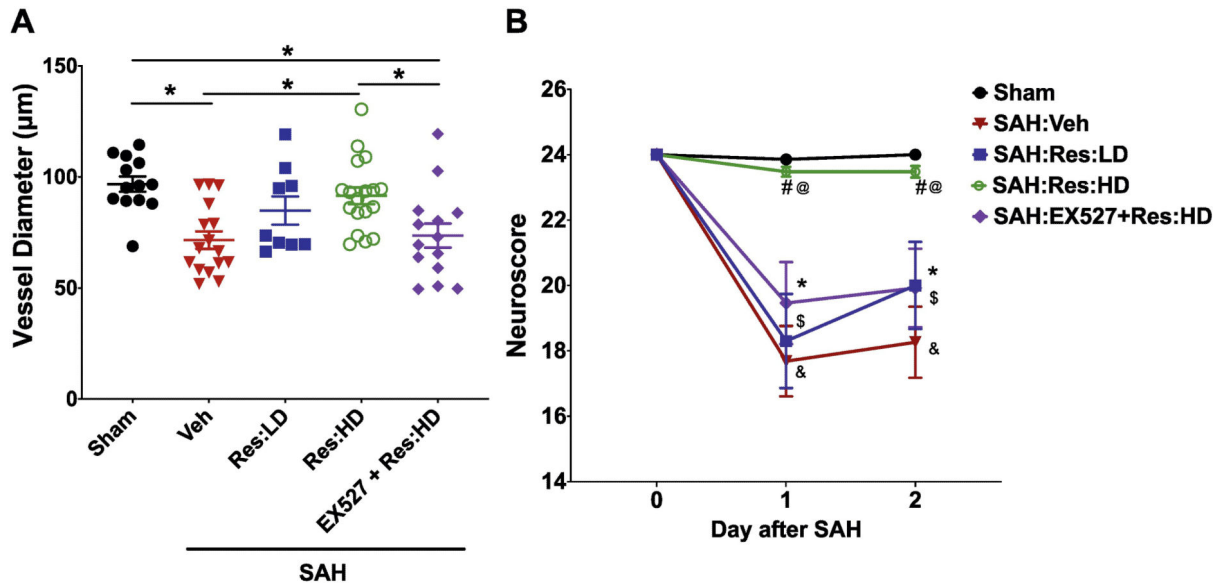 A
Vessel Diameter (µm)
150
100
50
0
*
*
*
*
Sham
Veh
Res:LD
Res:HD
EX527 + Res:HD
SAH
B
Neuroscore
26
24
22
20
18
16
14
0
1
2
Day after SAH
#@
#@
*
$
&
*
$
&
Sham
SAH:Veh
SAH:Res:LD
SAH:Res:HD
SAH:EX527+Res:HD